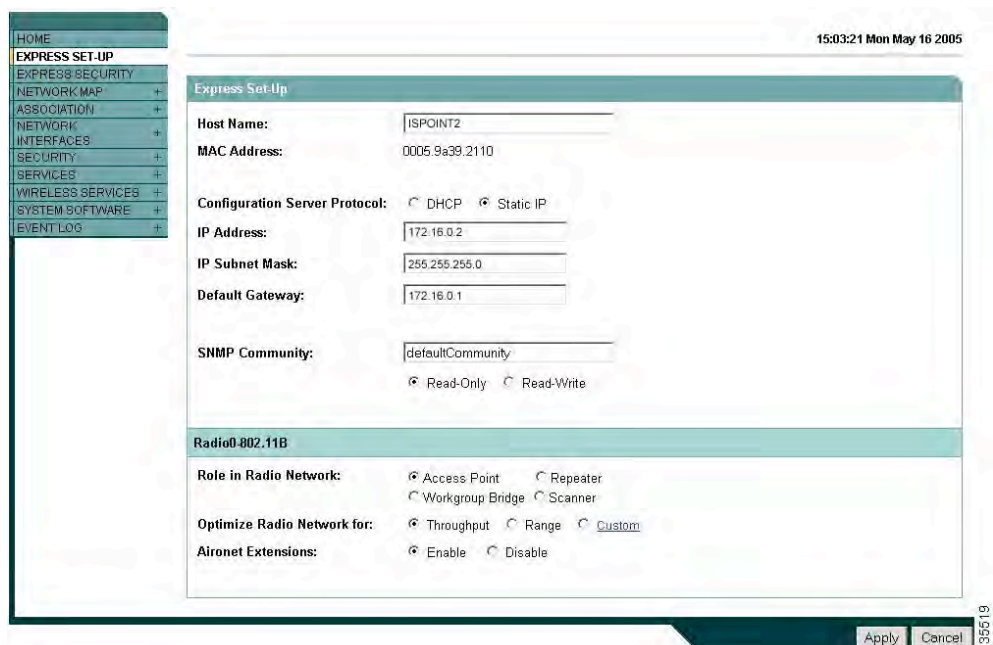 HOME
EXPRESS SET-UP
EXPRESS SECURITY
NETWORK MAP +
ASSOCIATION +
NETWORK
INTERFACES +
SECURITY +
SERVICES +
WIRELESS SERVICES +
SYSTEM SOFTWARE +
EVENT LOG +
15:03:21 Mon May 16 2005
Express Set-Up
Host Name: ISPOINT2
MAC Address: 0005.9a39.2110
Configuration Server Protocol: DHCP Static IP
IP Address: 172.16.0.2
IP Subnet Mask: 255.255.255.0
Default Gateway: 172.16.0.1
SNMP Community: defaultCommunity
Read-Only Read-Write
Radio0-802.11B
Role in Radio Network: Access Point Repeater
Workgroup Bridge Scanner
Optimize Radio Network for: Throughput Range Custom
Aironet Extensions: Enable Disable
Apply Cancel
35519